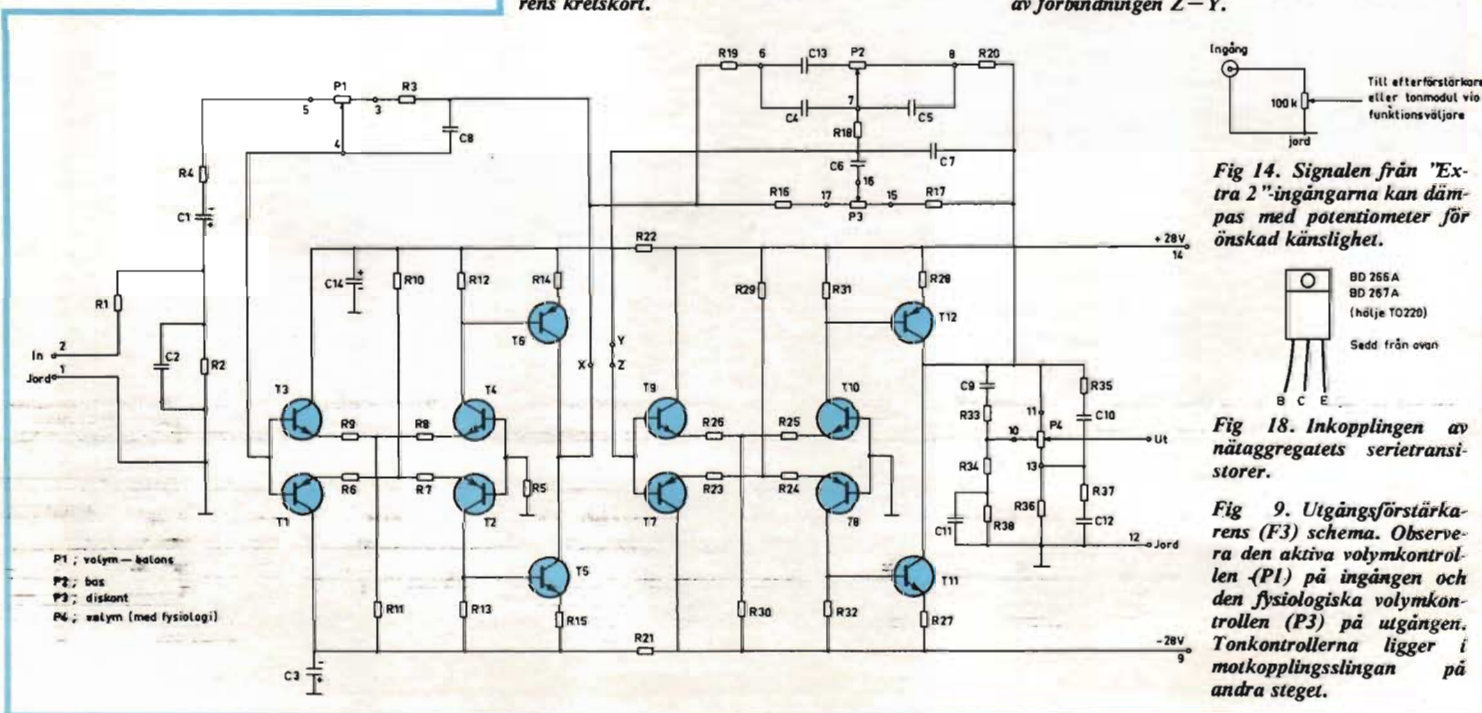 rens kretskort.
av förbindningen Z–Y.
R19
6
C13
P2
8
R20
P1
R3
5
3
4
C8
C4
7
C5
R18
C6
C7
R4
C1
R16
17
16
15
R17
P3
R22
+28V
14
C14
R10
R12
R14
R29
R31
R28
R1
T6
T12
In
2
Jord
1
C2
R2
X
Y
Z
T3
T4
T9
T10
C9
R35
R33
11
C10
R9
R8
R26
R25
10
P4
Ut
R6
R7
R5
R23
R24
R34
13
R37
T1
T2
T7
T8
C11
R38
R36
C12
12
Jord
T5
T11
R11
R13
R15
R30
R32
R27
R21
-28V
9
C3
P1 ; volym — balans
P2 ; bas
P3 ; diskant
P4 ; volym (med fysiologi)
Ingång
100 k
Till efterförstärkare
eller tonmodul via
funktionsväljare
jord
Fig 14. Signalen från "Ex-
tra 2"-ingångarna kan däm-
pas med potentiometer för
önskad känslighet.
BD 266A
BD 267A
(hölje TO220)
Sedd från ovan
B C E
Fig 18. Inkopplingen av
nätaggregatets serietransi-
storer.
Fig 9. Utgångsförstärka-
rens (F3) schema. Observe-
ra den aktiva volymkontrol-
len (P1) på ingången och
den fysiologiska volymkon-
trollen (P3) på utgången.
Tonkontrollerna ligger i
motkopplingsslingan på
andra steget.